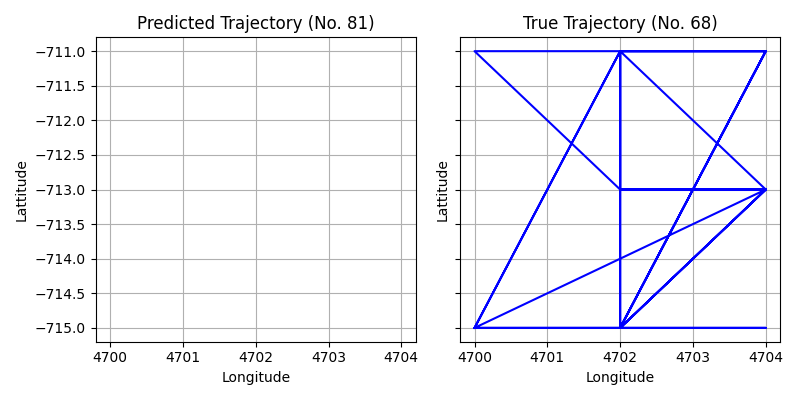 Predicted Trajectory (No. 81)
True Trajectory (No. 68)
−711.0
−711.5
−712.0
−712.5
−713.0
−713.5
−714.0
−714.5
−715.0
Lattitude
Lattitude
4700 4701 4702 4703 4704
4700 4701 4702 4703 4704
Longitude
Longitude